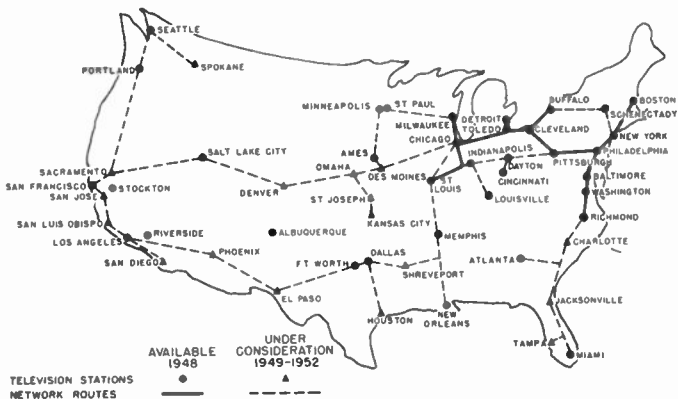 SEATTLE
PORTLAND
SPOKANE
MINNEAPOLIS
ST PAUL
MILWAUKEE
DETROIT
TOLEDO
BUFFALO
BOSTON
SCHENECTADY
NEW YORK
CHICAGO
CLEVELAND
PHILADELPHIA
SALT LAKE CITY
AMES
INDIANAPOLIS
PITTSBURGH
SACRAMENTO
OMAHA
DES MOINES
DAYTON
BALTIMORE
SAN FRANCISCO
STOCKTON
DENVER
ST
LOUIS
CINCINNATI
WASHINGTON
SAN JOSE
ST JOSEPH
LOUISVILLE
KANSAS CITY
RICHMOND
SAN LUIS OBISPO
RIVERSIDE
ALBUQUERQUE
MEMPHIS
LOS ANGELES
CHARLOTTE
PHOENIX
DALLAS
SAN DIEGO
FT WORTH
SHREVEPORT
ATLANTA
EL PASO
JACKSONVILLE
HOUSTON
NEW
ORLEANS
TAMPA
MIAMI
AVAILABLE
1948
UNDER
CONSIDERATION
1949-1952
TELEVISION STATIONS
NETWORK ROUTES